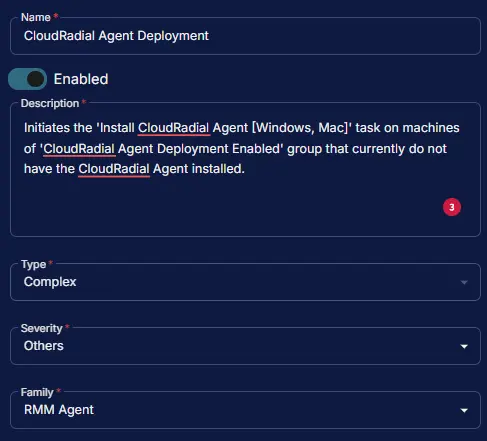 Name *
CloudRadial Agent Deployment
Enabled
Description *
Initiates the 'Install CloudRadial Agent [Windows, Mac]' task on machines
of 'CloudRadial Agent Deployment Enabled' group that currently do not
have the CloudRadial Agent installed.
3
Type *
Complex
Severity *
Others
Family *
RMM Agent